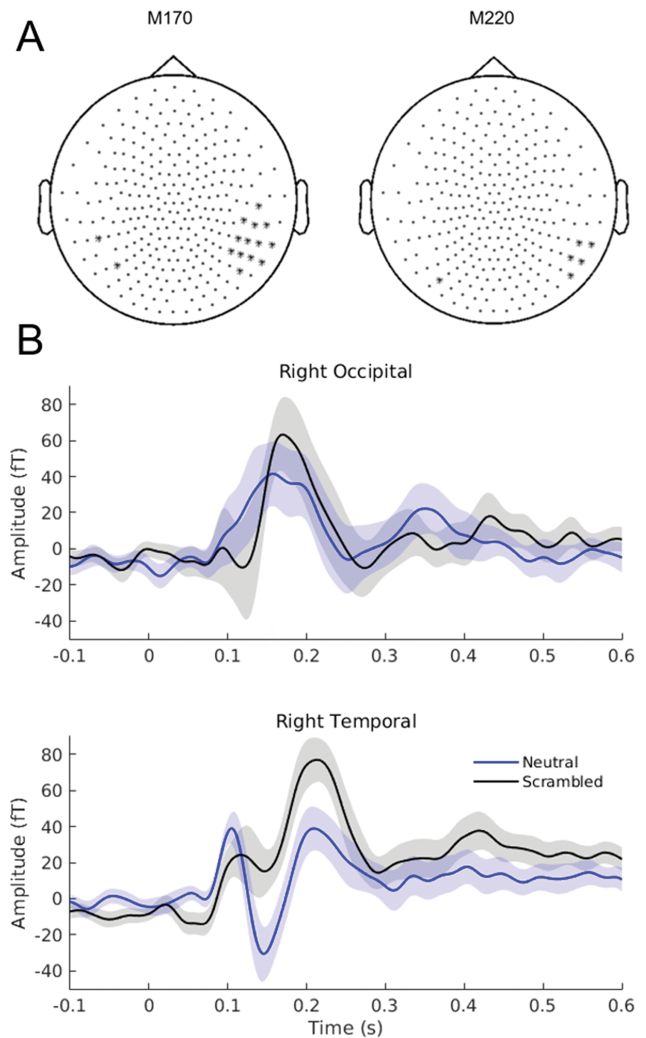 A
M170
M220
B
Right Occipital
Amplitude (fT)
80
60
40
20
0
-20
-40
-0.1 0 0.1 0.2 0.3 0.4 0.5 0.6
Right Temporal
Amplitude (fT)
80
60
40
20
0
-20
-40
Neutral
Scrambled
-0.1 0 0.1 0.2 0.3 0.4 0.5 0.6
Time (s)